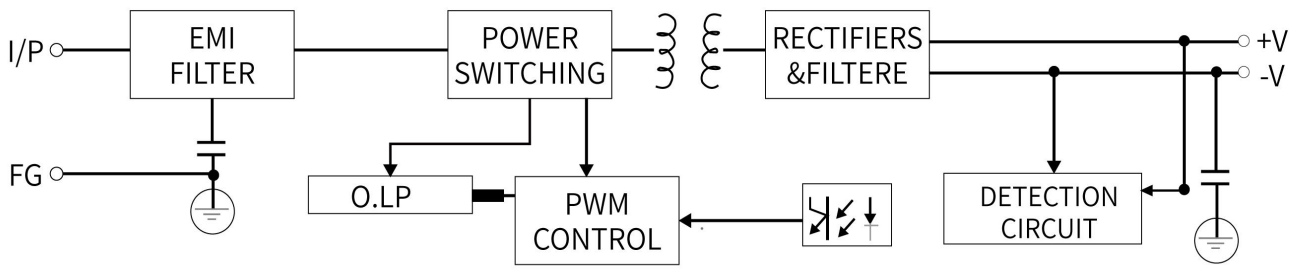 I/P
EMI
FILTER
POWER
SWITCHING
RECTIFIERS
&FILTERE
+V
-V
FG
O.LP
PWM
CONTROL
DETECTION
CIRCUIT